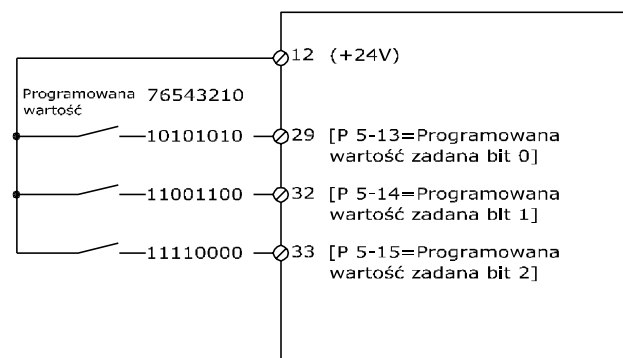 12 (+24V)
Programowana 76543210
wartość
10101010 29 [P 5-13=Programowana
wartość zadana bit 0]
11001100 32 [P 5-14=Programowana
wartość zadana bit 1]
11110000 33 [P 5-15=Programowana
wartość zadana bit 2]